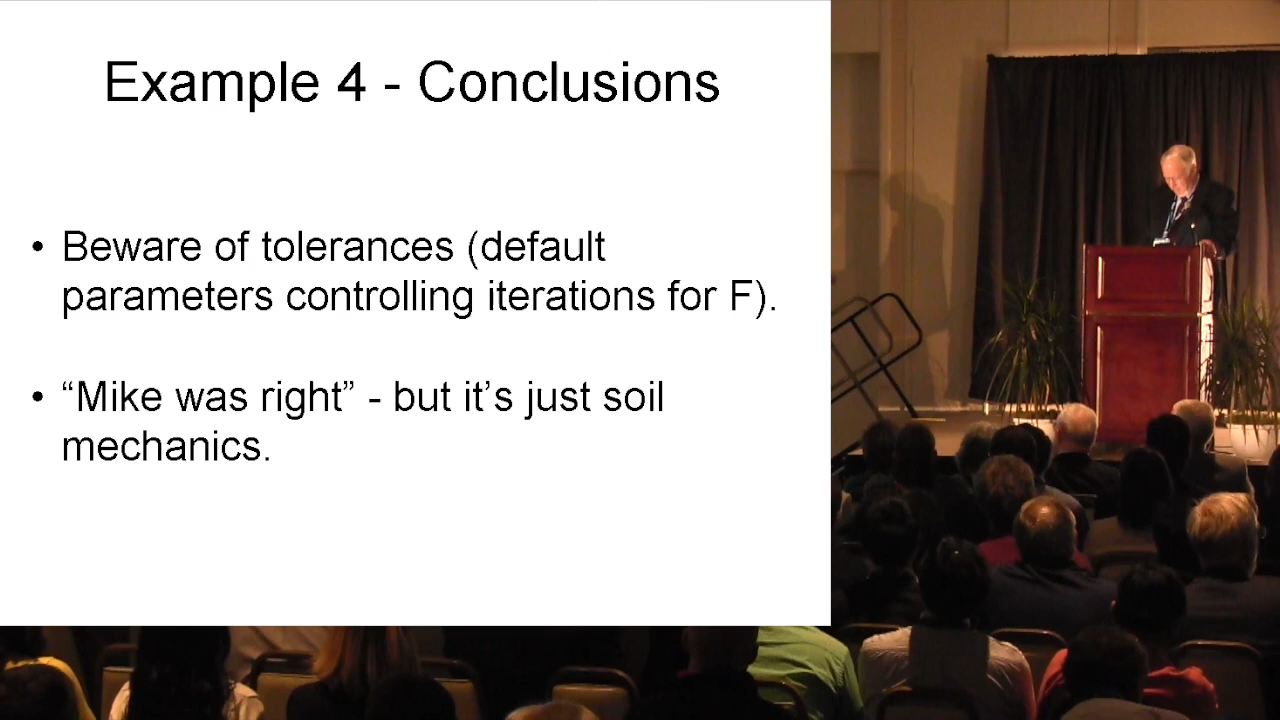 Example 4 - Conclusions
• Beware of tolerances (default
parameters controlling iterations for F).
• “Mike was right” - but it’s just soil
mechanics.